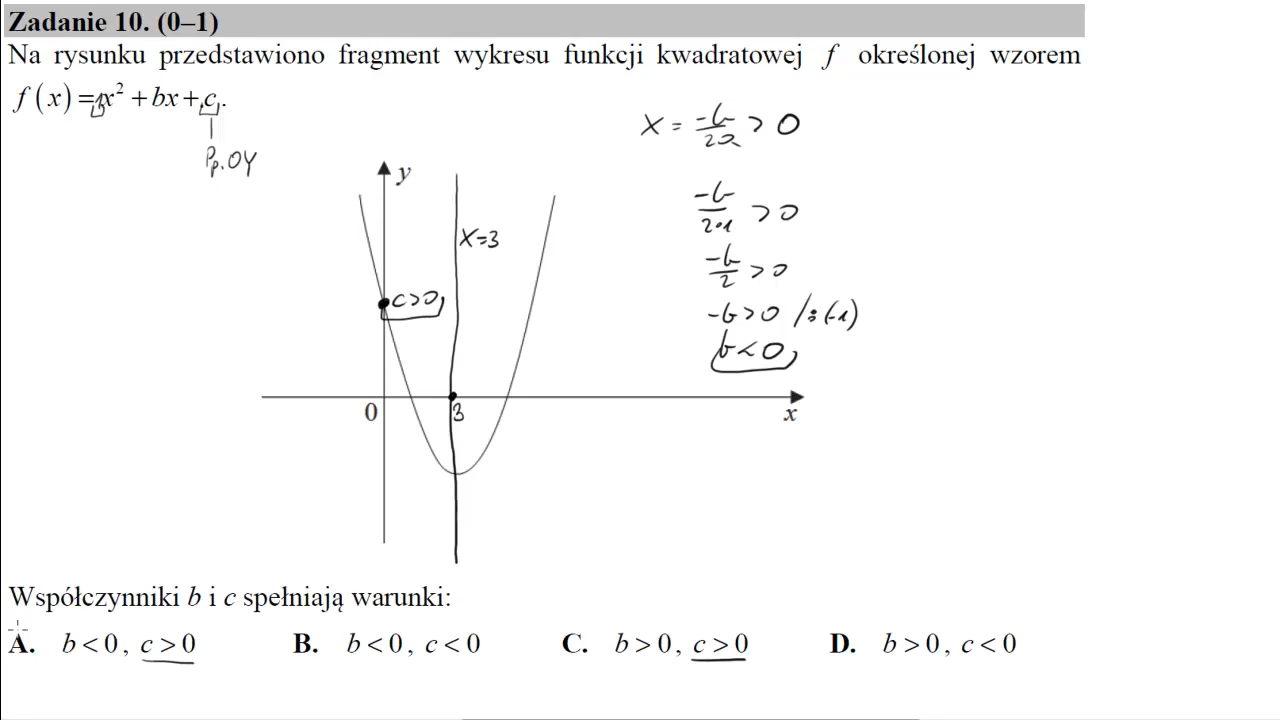 Zadanie 10. (0–1)
Na rysunku przedstawiono fragment wykresu funkcji kwadratowej f określonej wzorem
f(x)=x²+bx+c.
Pp.OY
x = -b/2a > 0
-b/2·1 > 0
-b/2 > 0
-b>0 /:(-1)
b<0
y
x=3
c>0
0
3
x
Współczynniki b i c spełniają warunki:
A. b<0, c>0 B. b<0, c<0 C. b>0, c>0 D. b>0, c<0